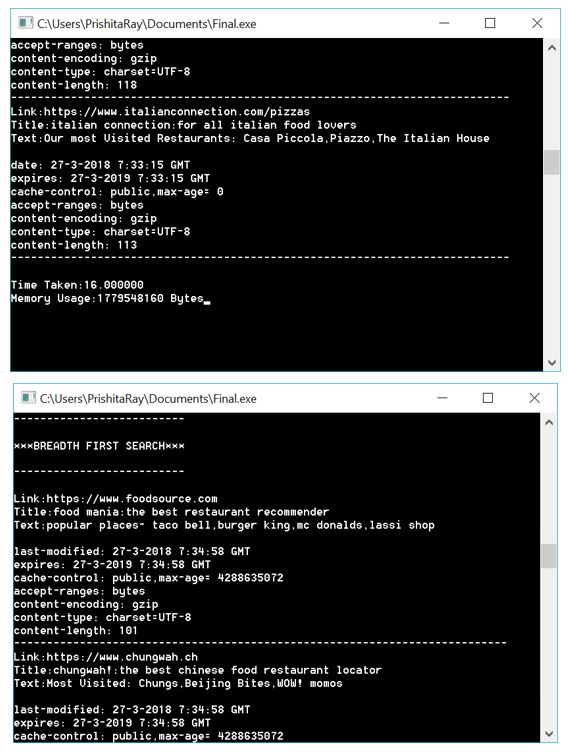 C:\Users\PrishitaRay\Documents\Final.exe
accept-ranges: bytes
content-encoding: gzip
content-type: charset=UTF-8
content-length: 118
--------------------------------------------------------------------------
Link:https://www.italianconnection.com/pizzas
Title:italian connection:for all italian food lovers
Text:Our most Visited Restaurants: Casa Piccola,Piazzo,The Italian House
date: 27-3-2018 7:33:15 GMT
expires: 27-3-2019 7:33:15 GMT
cache-control: public,max-age= 0
accept-ranges: bytes
content-encoding: gzip
content-type: charset=UTF-8
content-length: 113
--------------------------------------------------------------------------
Time Taken:16.000000
Memory Usage:1779548160 Bytes_
C:\Users\PrishitaRay\Documents\Final.exe
-------------------------
***BREADTH FIRST SEARCH***
-------------------------
Link:https://www.foodsource.com
Title:food mania:the best restaurant recommender
Text:popular places- taco bell,burger king,mc donalds,lassi shop
last-modified: 27-3-2018 7:34:58 GMT
expires: 27-3-2019 7:34:58 GMT
cache-control: public,max-age= 4288635072
accept-ranges: bytes
content-encoding: gzip
content-type: charset=UTF-8
content-length: 101
--------------------------------------------------------------------------
Link:https://www.chungwah.ch
Title:chungwah!:the best chinese food restaurant locator
Text:Most Visited: Chungs,Beijing Bites,WOW! momos
last-modified: 27-3-2018 7:34:58 GMT
expires: 27-3-2019 7:34:58 GMT
cache-control: public,max-age= 4288635072